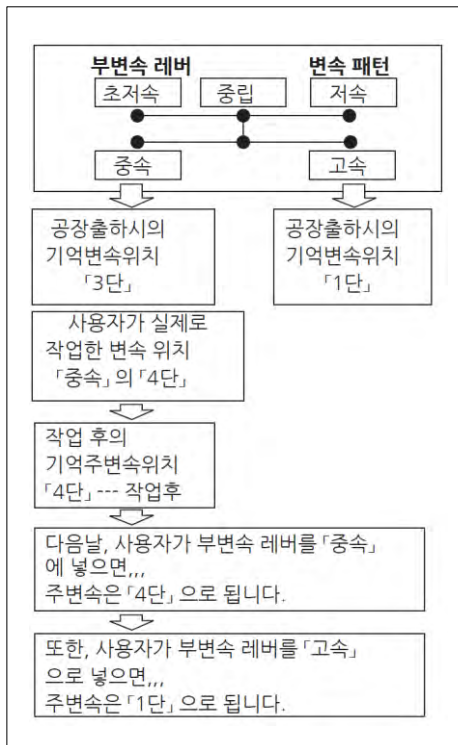 부변속 레버 변속 패턴
초저속 중립 저속
중속 고속
공장출하시의
기억변속위치
「3단」
공장출하시의
기억변속위치
「1단」
사용자가 실제로
작업한 변속 위치
「중속」의 「4단」
작업 후의
기억주변속위치
「4단」 --- 작업후
다음날, 사용자가 부변속 레버를 「중속」
에 넣으면,,,
주변속은 「4단」 으로 됩니다.
또한, 사용자가 부변속 레버를 「고속」
으로 넣으면,,,
주변속은 「1단」 으로 됩니다.